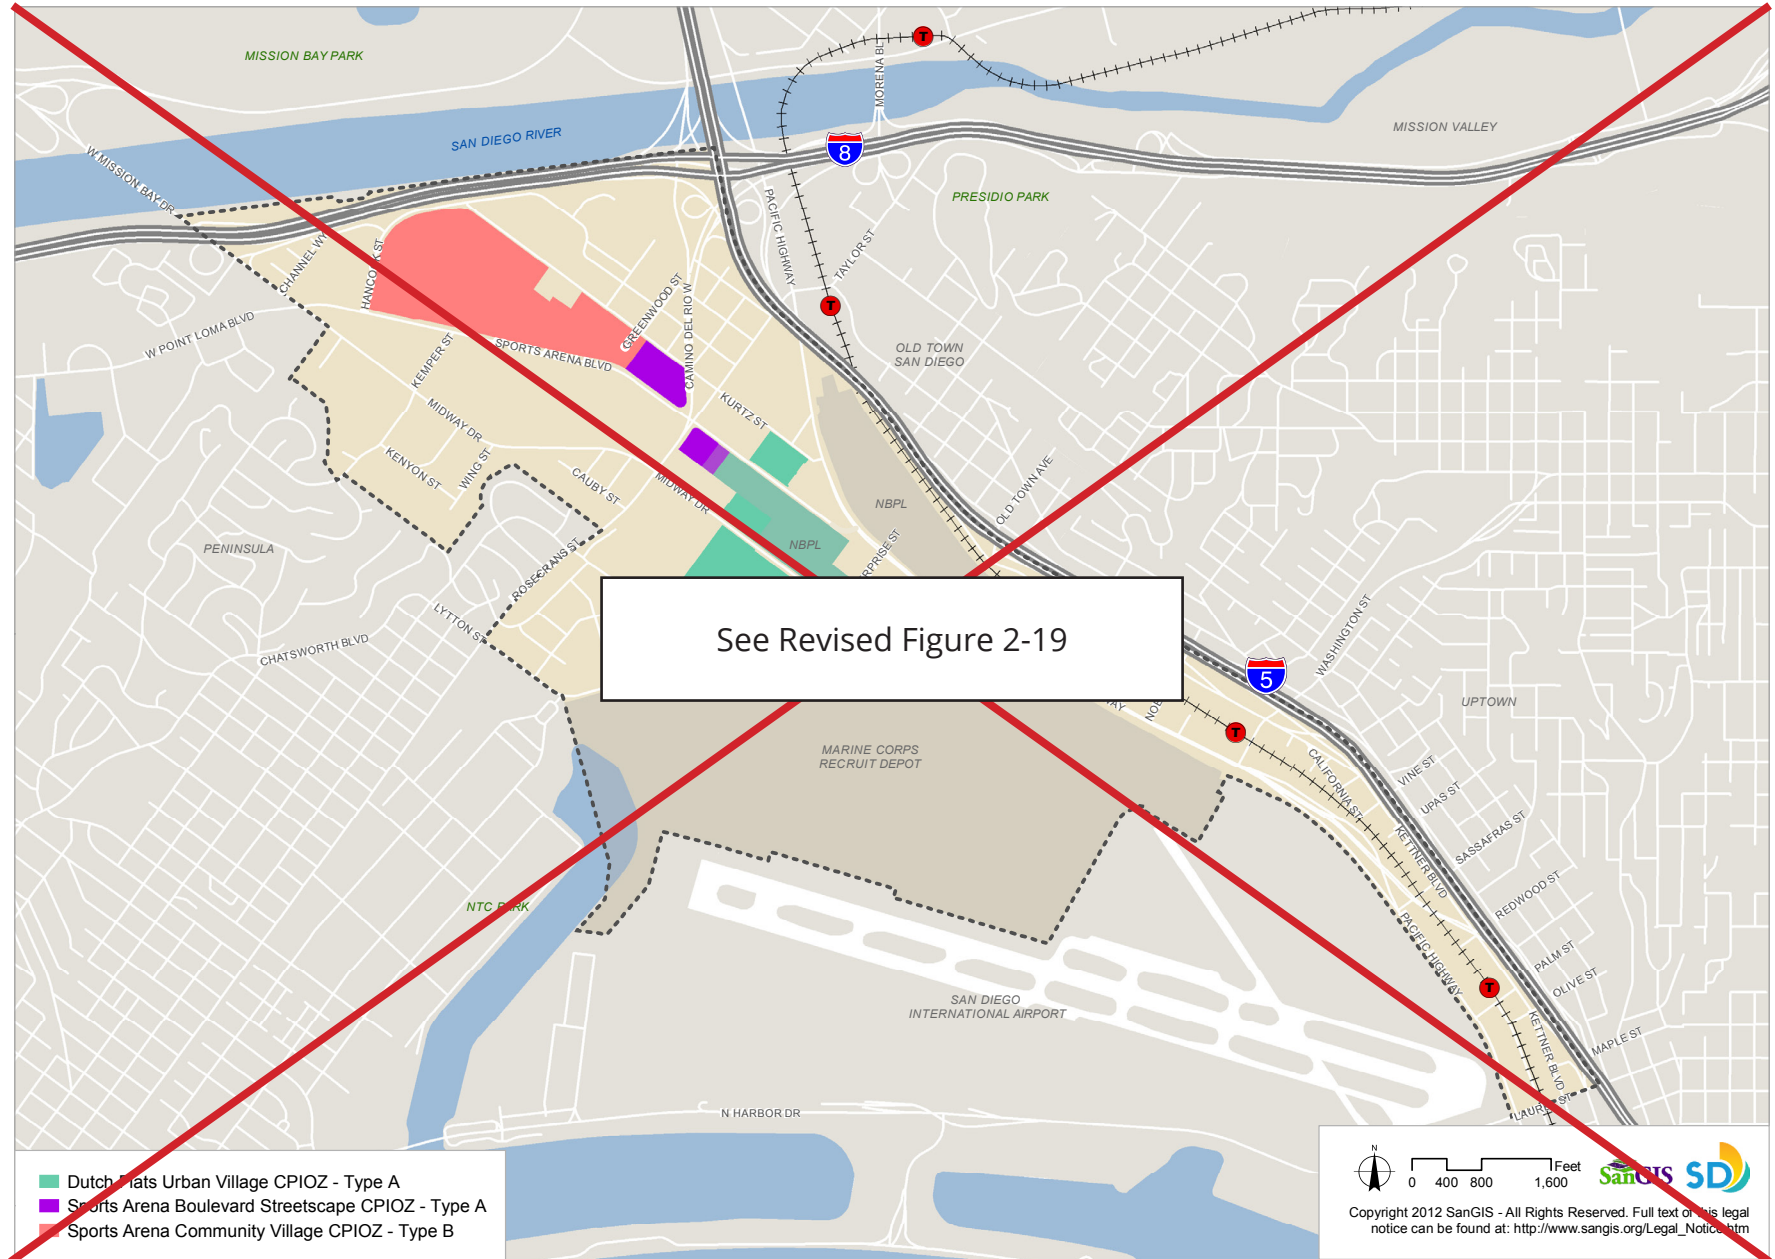 MISSION BAY PARK
SAN DIEGO RIVER
MORENA BL
T
8
MISSION VALLEY
W MISSION BAY DR
PRESIDIO PARK
PACIFIC HIGHWAY
TAYLOR ST
CHANNEL WY
HANCOCK ST
GREENWOOD ST
CAMINO DEL RIO W
T
W POINT LOMA BLVD
KEMPER ST
SPORTS ARENA BLVD
OLD TOWN
SAN DIEGO
KURTZ ST
MIDWAY DR
KENYON ST
WING ST
CAUBY ST
MIDWAY DR
NBPL
OLD TOWN AVE
PENINSULA
NBPL
RPRISE ST
ROSECRANS ST
LYTTON ST
CHATSWORTH BLVD
See Revised Figure 2-19
WASHINGTON ST
5
UPTOWN
AY
NOB
T
MARINE CORPS
RECRUIT DEPOT
CALIFORNIA ST
VINE ST
UPAS ST
SASSAFRAS ST
KETTNER BLVD
REDWOOD ST
NTC PARK
PACIFIC HIGHWAY
PALM ST
OLIVE ST
T
SAN DIEGO
INTERNATIONAL AIRPORT
KETTNER BLVD
MAPLE ST
LAUREL ST
N HARBOR DR
Dutch Flats Urban Village CPIOZ - Type A
Sports Arena Boulevard Streetscape CPIOZ - Type A
Sports Arena Community Village CPIOZ - Type B
N
Feet
0 400 800 1,600
SanGIS
SD
Copyright 2012 SanGIS - All Rights Reserved. Full text of this legal
notice can be found at: http://www.sangis.org/Legal_Notice.htm